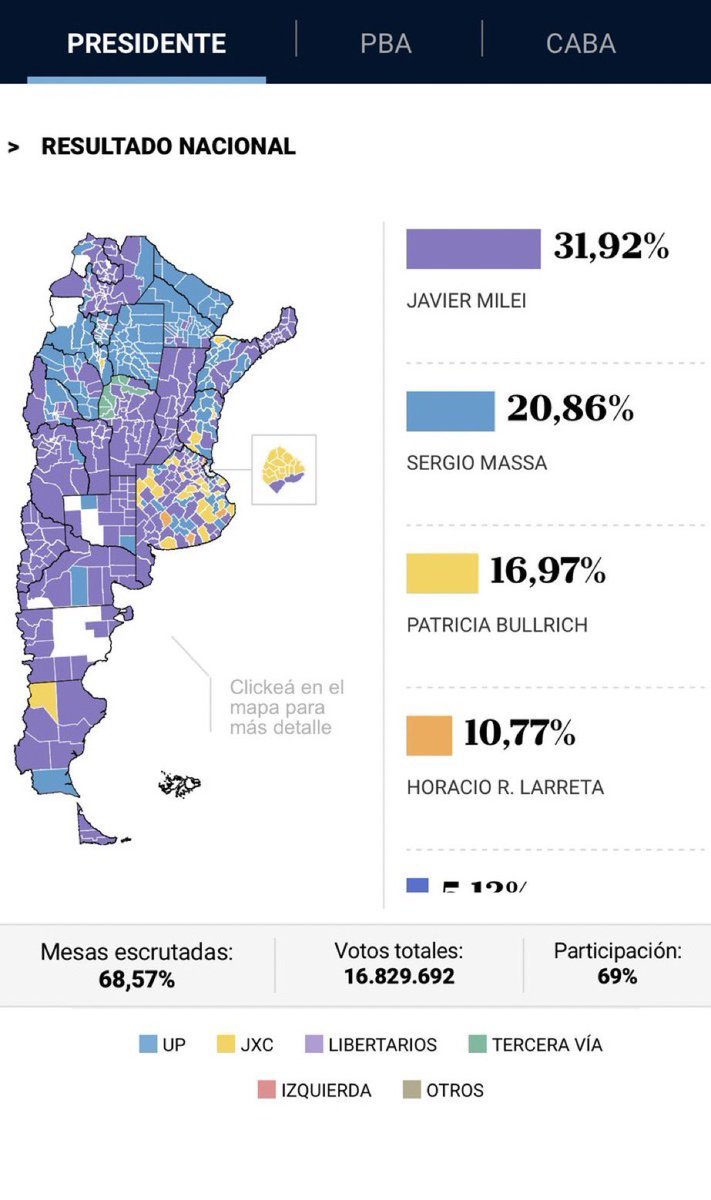 PRESIDENTE
PBA
CABA
> RESULTADO NACIONAL
31,92%
JAVIER MILEI
20,86%
SERGIO MASSA
16,97%
PATRICIA BULLRICH
10,77%
HORACIO R. LARRETA
5,13%
Clickeá en el
mapa para
más detalle
Mesas escrutadas:
68,57%
Votos totales:
16.829.692
Participación:
69%
UP
JXC
LIBERTARIOS
TERCERA VÍA
IZQUIERDA
OTROS